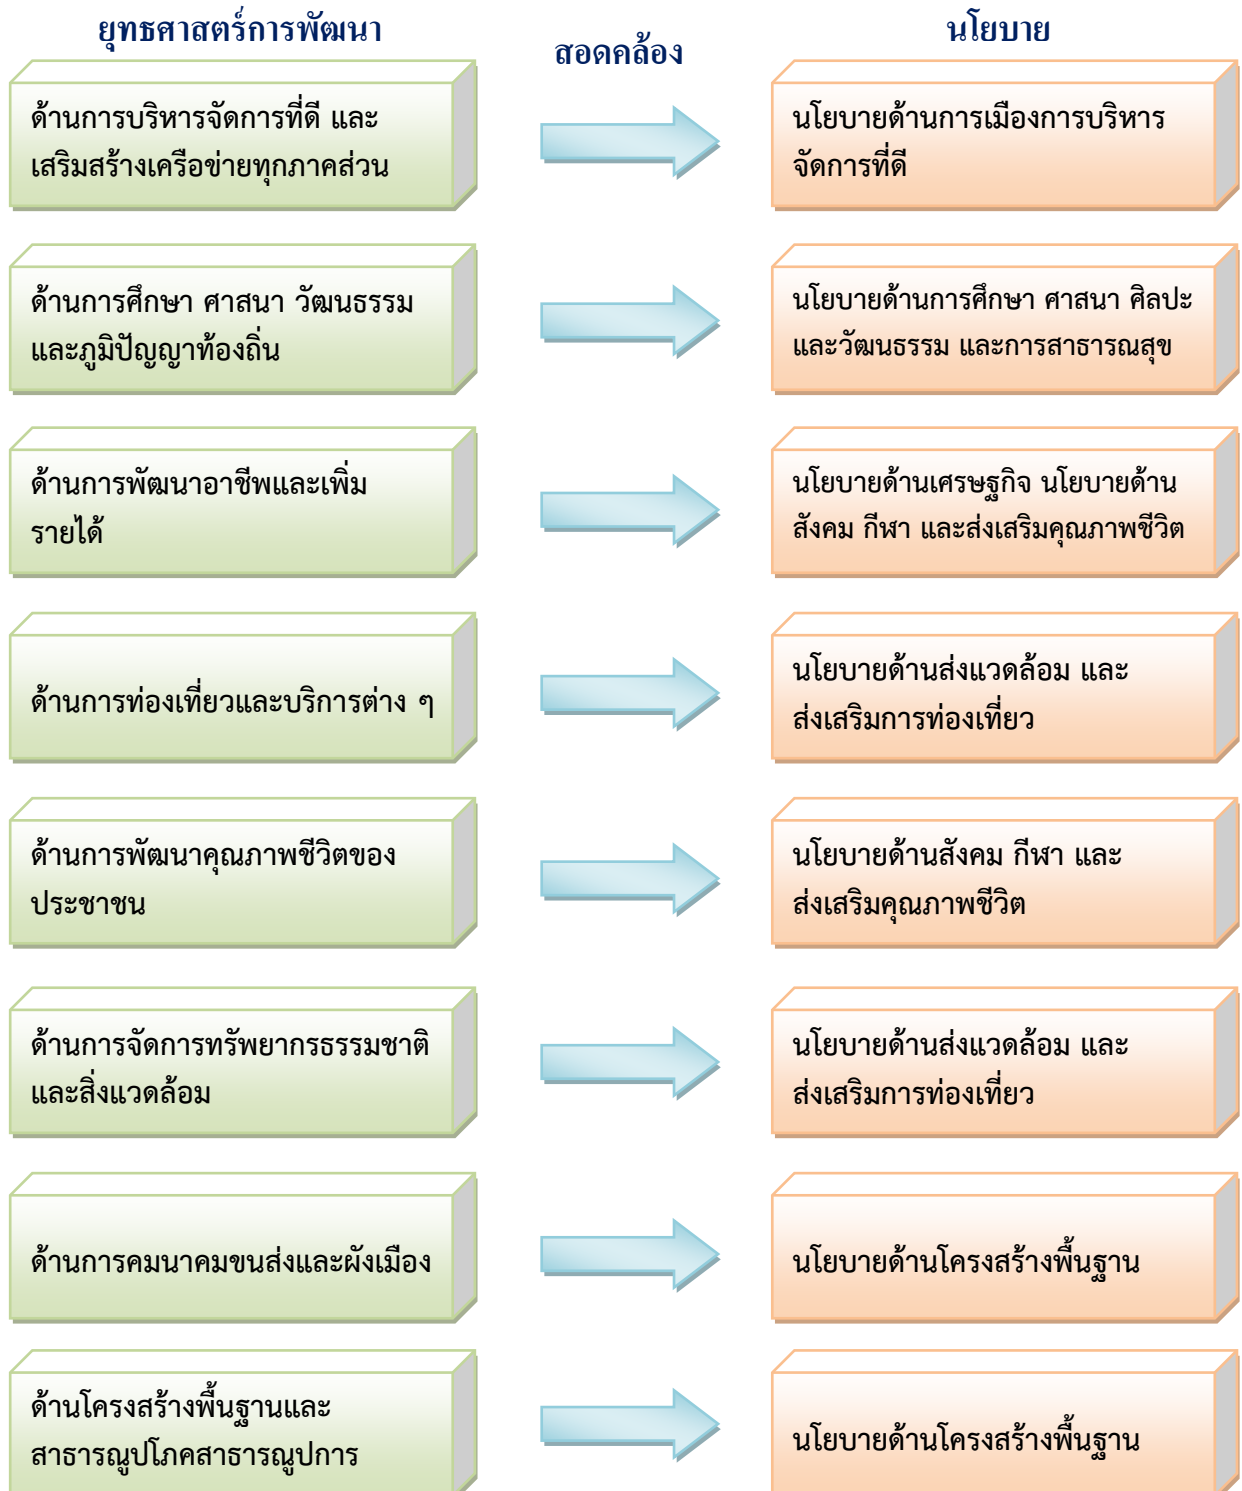 ยุทธศาสตร์การพัฒนา
สอดคล้อง
นโยบาย
ด้านการบริหารจัดการที่ดี และ
เสริมสร้างเครือข่ายทุกภาคส่วน
นโยบายด้านการเมืองการบริหาร
จัดการที่ดี
ด้านการศึกษา ศาสนา วัฒนธรรม
และภูมิปัญญาท้องถิ่น
นโยบายด้านการศึกษา ศาสนา ศิลปะ
และวัฒนธรรม และการสาธารณสุข
ด้านการพัฒนาอาชีพและเพิ่ม
รายได้
นโยบายด้านเศรษฐกิจ นโยบายด้าน
สังคม กีฬา และส่งเสริมคุณภาพชีวิต
ด้านการท่องเที่ยวและบริการต่าง ๆ
นโยบายด้านส่งแวดล้อม และ
ส่งเสริมการท่องเที่ยว
ด้านการพัฒนาคุณภาพชีวิตของ
ประชาชน
นโยบายด้านสังคม กีฬา และ
ส่งเสริมคุณภาพชีวิต
ด้านการจัดการทรัพยากรธรรมชาติ
และสิ่งแวดล้อม
นโยบายด้านส่งแวดล้อม และ
ส่งเสริมการท่องเที่ยว
ด้านการคมนาคมขนส่งและผังเมือง
นโยบายด้านโครงสร้างพื้นฐาน
ด้านโครงสร้างพื้นฐานและ
สาธารณูปโภคสาธารณูปการ
นโยบายด้านโครงสร้างพื้นฐาน